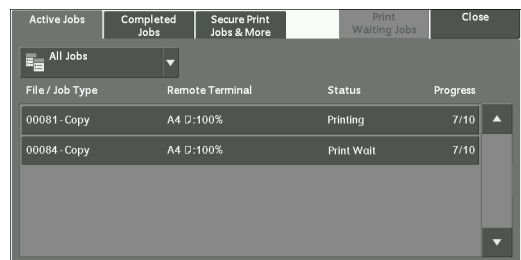 Active Jobs
Completed
Jobs
Secure Print
Jobs & More
Print
Waiting Jobs
Close
All Jobs
File / Job Type Remote Terminal Status Progress
00081 - Copy A4 :100% Printing 7/10
00084 - Copy A4 :100% Print Wait 7/10